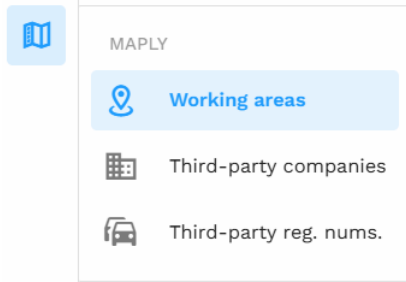 MAPLY
Working areas
Third-party companies
Third-party reg. nums.